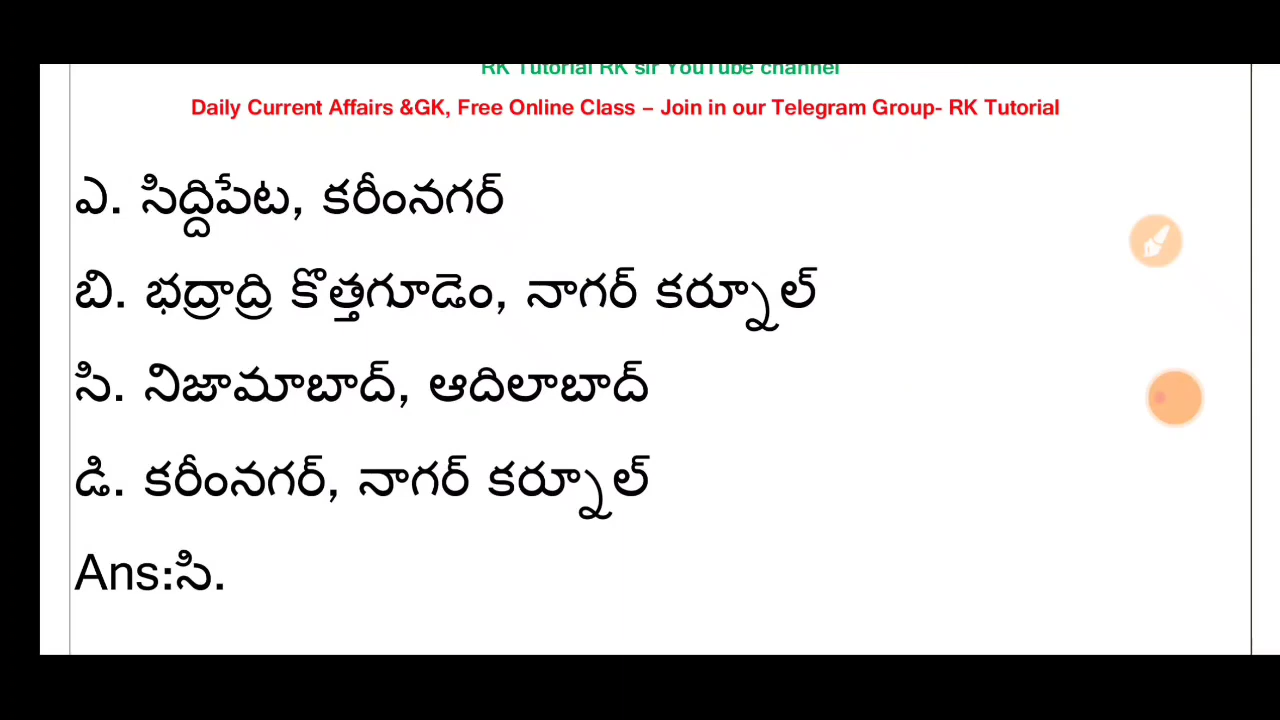 RK Tutorial RK sir YouTube channel
Daily Current Affairs &GK, Free Online Class – Join in our Telegram Group- RK Tutorial
ఎ. సిద్దిపేట, కరీంనగర్
బి. భద్రాద్రి కొత్తగూడెం, నాగర్ కర్నూల్
సి. నిజామాబాద్, ఆదిలాబాద్
డి. కరీంనగర్, నాగర్ కర్నూల్
Ans:సి.